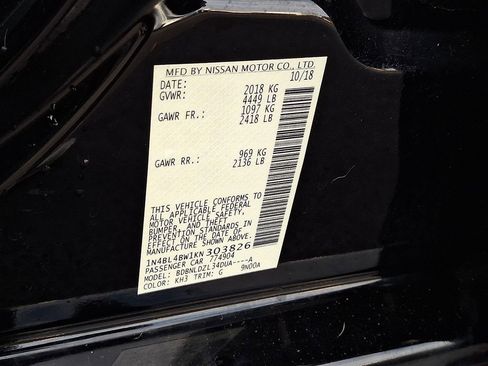 MFD BY NISSAN MOTOR CO., LTD.
DATE: 10/18
GVWR: 2018 KG
4449 LB
GAWR FR.: 1097 KG
2418 LB
GAWR RR.: 969 KG
2136 LB
THIS VEHICLE CONFORMS TO
ALL APPLICABLE FEDERAL
MOTOR VEHICLE SAFETY,
BUMPER, AND THEFT
PREVENTION STANDARDS IN
EFFECT ON THE DATE OF
MANUFACTURE SHOWN ABOVE.
1N4BL4BW1KN303826
PASSENGER CAR 774904
MODEL: BDBNLDZL34DUA----A
COLOR: KH3 TRIM: G 9N00A